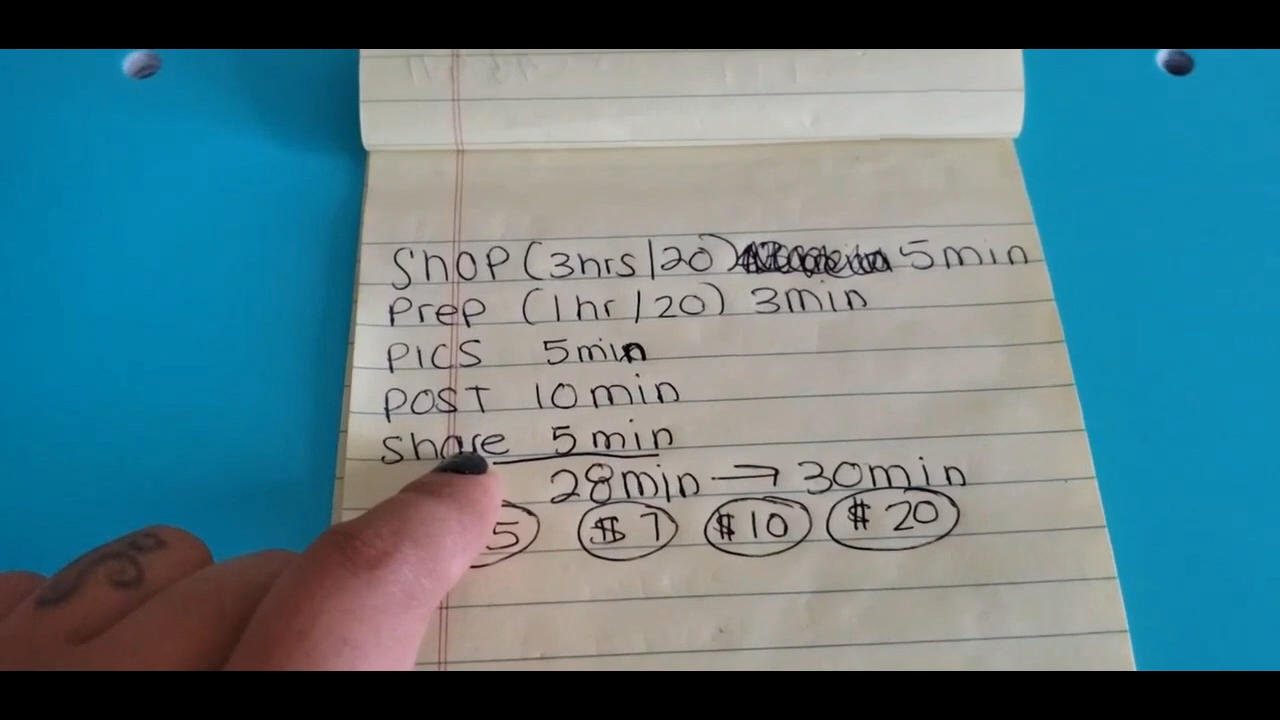 Shop (3hrs/20) 5min
Prep (1hr/20) 3min
PICS 5min
POST 10min
Share 5min
28min → 30min
5 $7 $10 $20